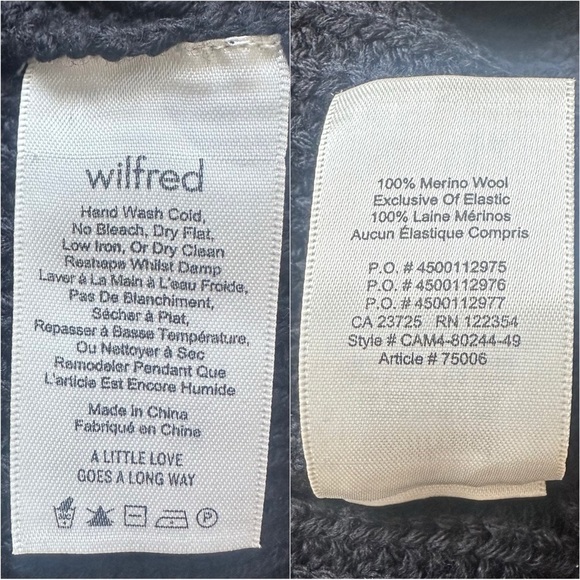 wilfred
Hand Wash Cold,
No Bleach, Dry Flat,
Low Iron, Or Dry Clean
Reshape Whilst Damp
Laver à La Main à L'eau Froide,
Pas De Blanchiment,
Sécher à Plat,
Repasser à Basse Température,
Ou Nettoyer à Sec
Remodeler Pendant Que
L'article Est Encore Humide
Made in China
Fabriqué en Chine
A LITTLE LOVE
GOES A LONG WAY
P
100% Merino Wool
Exclusive Of Elastic
100% Laine Mérinos
Aucun Élastique Compris
P.O. # 4500112975
P.O. # 4500112976
P.O. # 4500112977
CA 23725 RN 122354
Style # CAM4-80244-49
Article # 75006